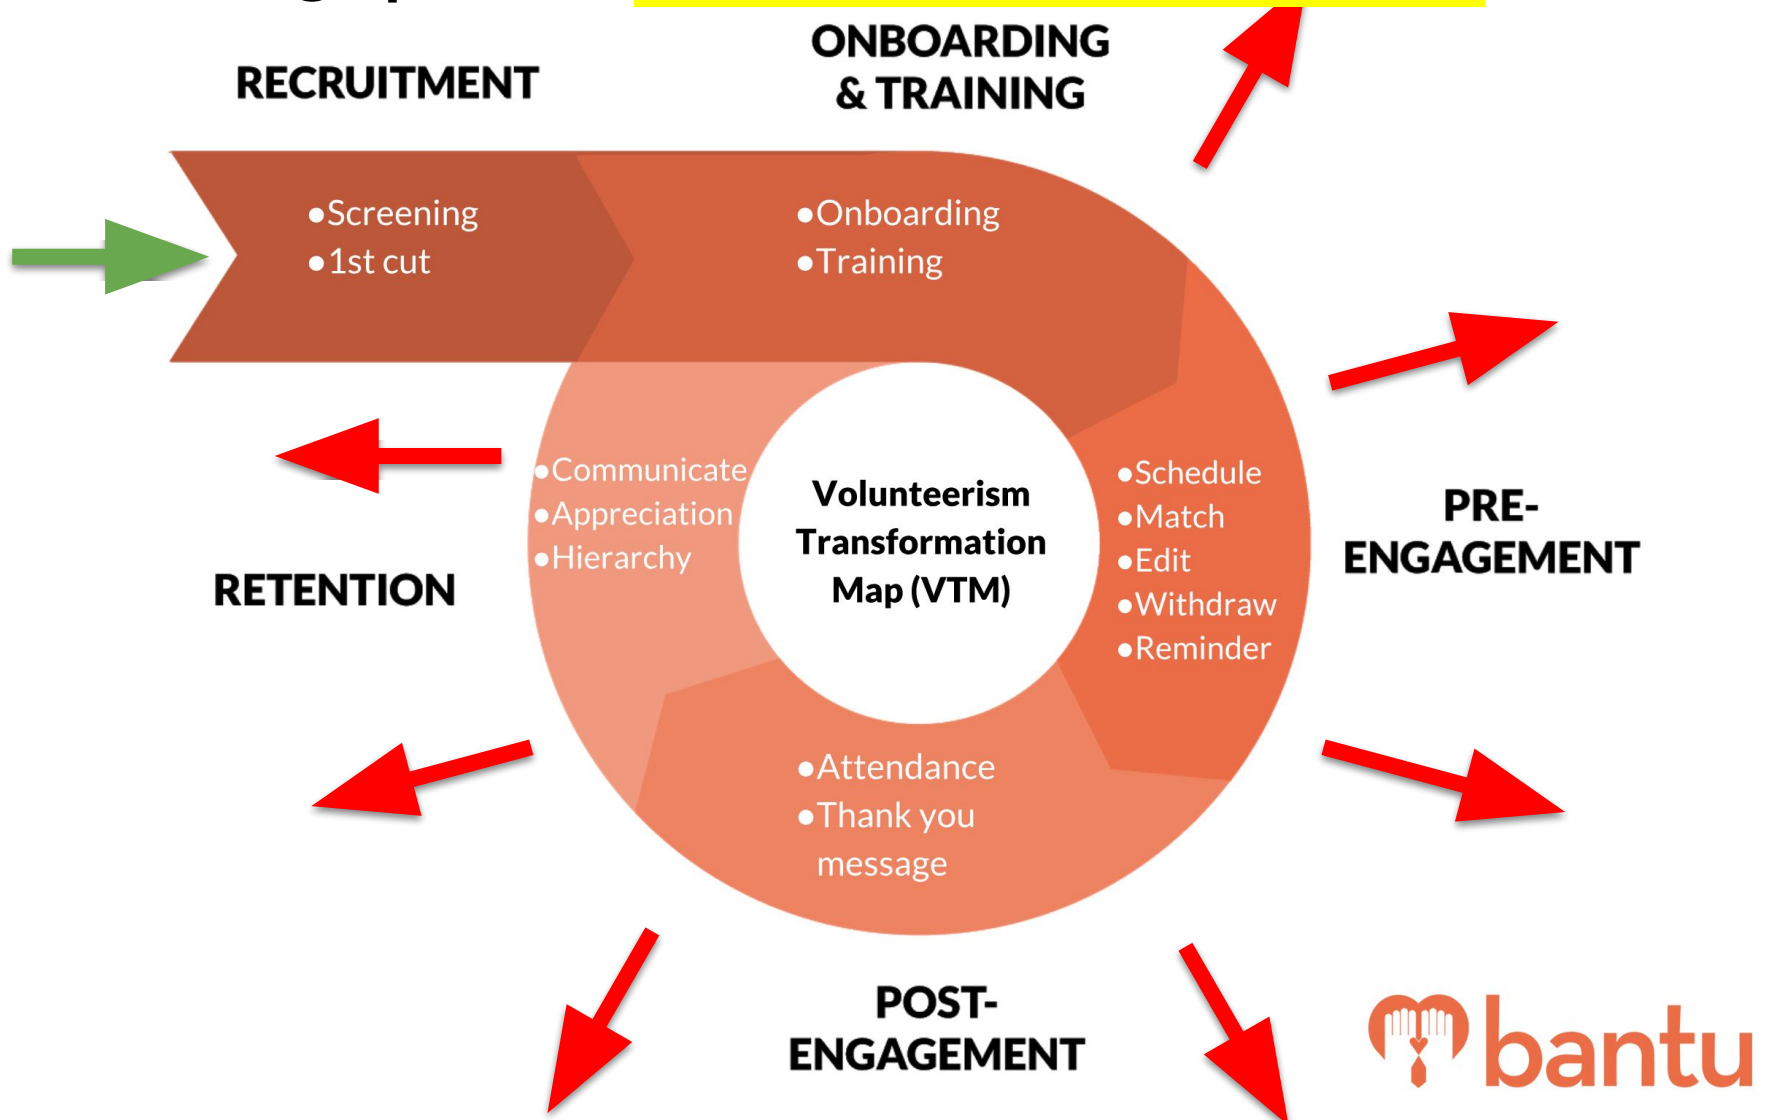 RECRUITMENT
ONBOARDING
& TRAINING
●Screening
●1st cut
●Onboarding
●Training
●Communicate
●Appreciation
●Hierarchy
RETENTION
Volunteerism
Transformation
Map (VTM)
●Schedule
●Match
●Edit
●Withdraw
●Reminder
PRE-
ENGAGEMENT
●Attendance
●Thank you
message
POST-
ENGAGEMENT
bantu